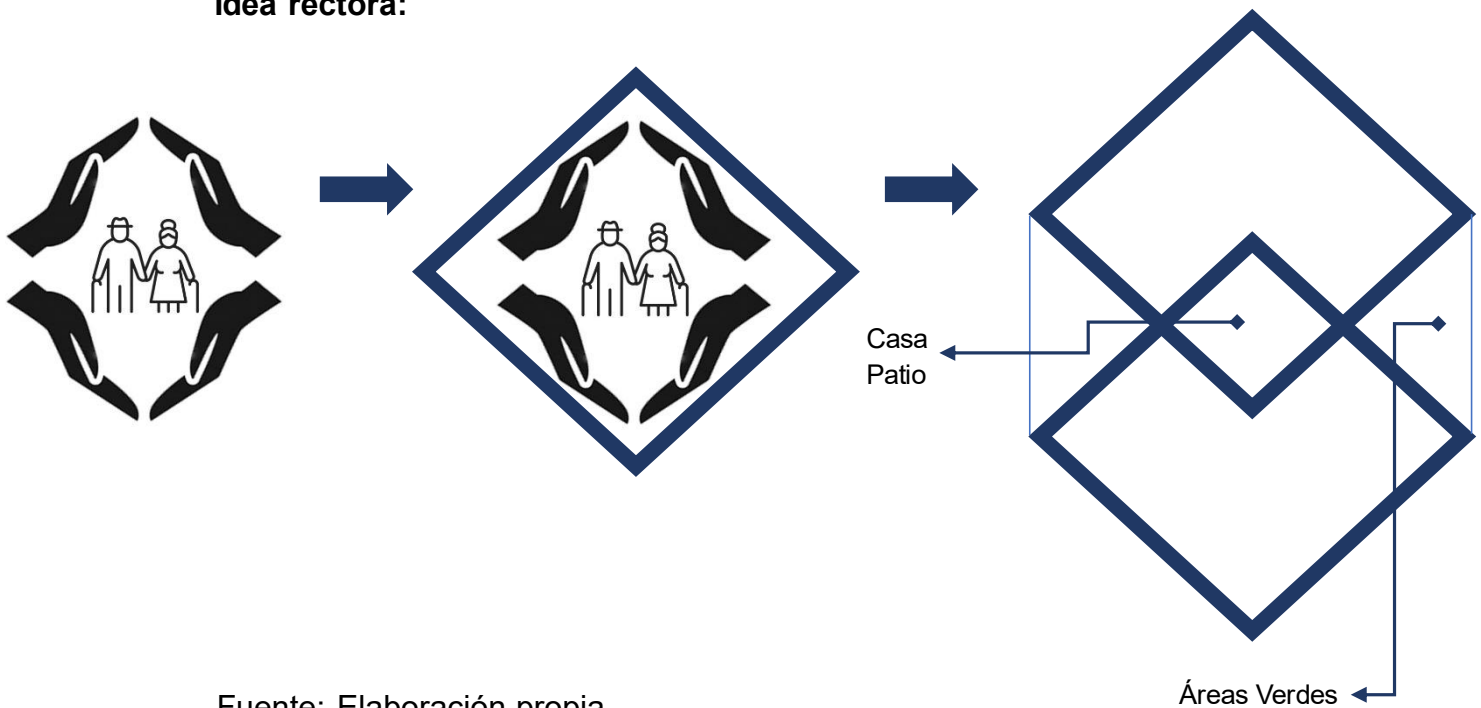 Idea rectora:
Casa
Patio
Áreas Verdes
Fuente: Elaboración propia